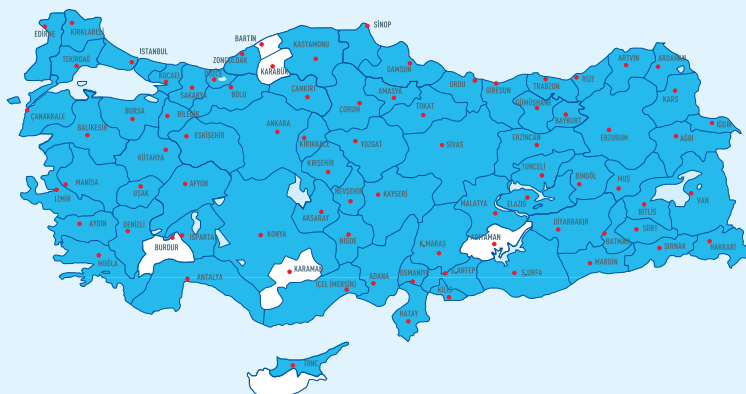 SİNOP
KIRKLARELİ
EDİRNE
BARTIN
KASTAMONU
İSTANBUL
TEKİRDAĞ
ZONGULDAK
KARABÜK
SAMSUN
ARTVİN
ARDAHAN
KOCAELİ
DÜZCE
SAKARYA
BOLU
ÇANKIRI
AMASYA
ORDU
GİRESUN
TRABZON
RİZE
KARS
ÇANAKKALE
BURSA
BİLECİK
ÇORUM
TOKAT
GÜMÜŞHANE
BAYBURT
IĞDIR
BALIKESİR
ESKİŞEHİR
ANKARA
KIRIKKALE
YOZGAT
SİVAS
ERZİNCAN
ERZURUM
AĞRI
KÜTAHYA
KIRŞEHİR
TUNCELİ
BİNGÖL
MUŞ
MANİSA
İZMİR
UŞAK
AFYON
NEVŞEHİR
KAYSERİ
MALATYA
ELAZIĞ
VAN
BİTLİS
AYDIN
DENİZLİ
AKSARAY
DİYARBAKIR
SİİRT
BURDUR
ISPARTA
KONYA
NİĞDE
K.MARAŞ
ADIYAMAN
BATMAN
ŞIRNAK
HAKKARİ
MUĞLA
ANTALYA
KARAMAN
İÇEL (MERSİN)
ADANA
OSMANİYE
G.ANTEP
Ş.URFA
MARDİN
KİLİS
HATAY
TRNC